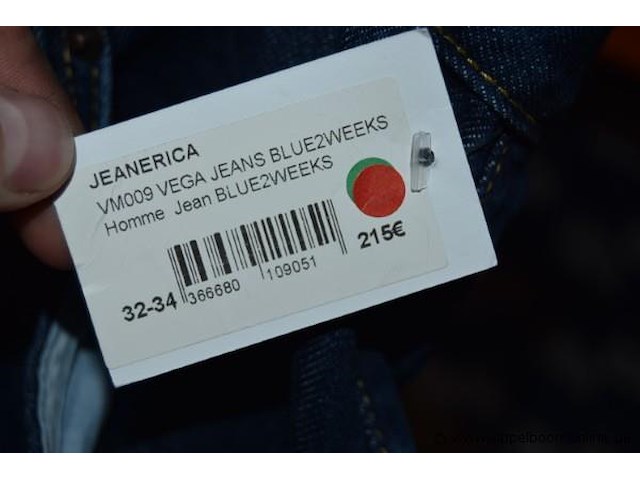 JEANERICA
VM009 VEGA JEANS BLUE2WEEKS
Homme Jean BLUE2WEEKS
215€
32-34
366680 109051